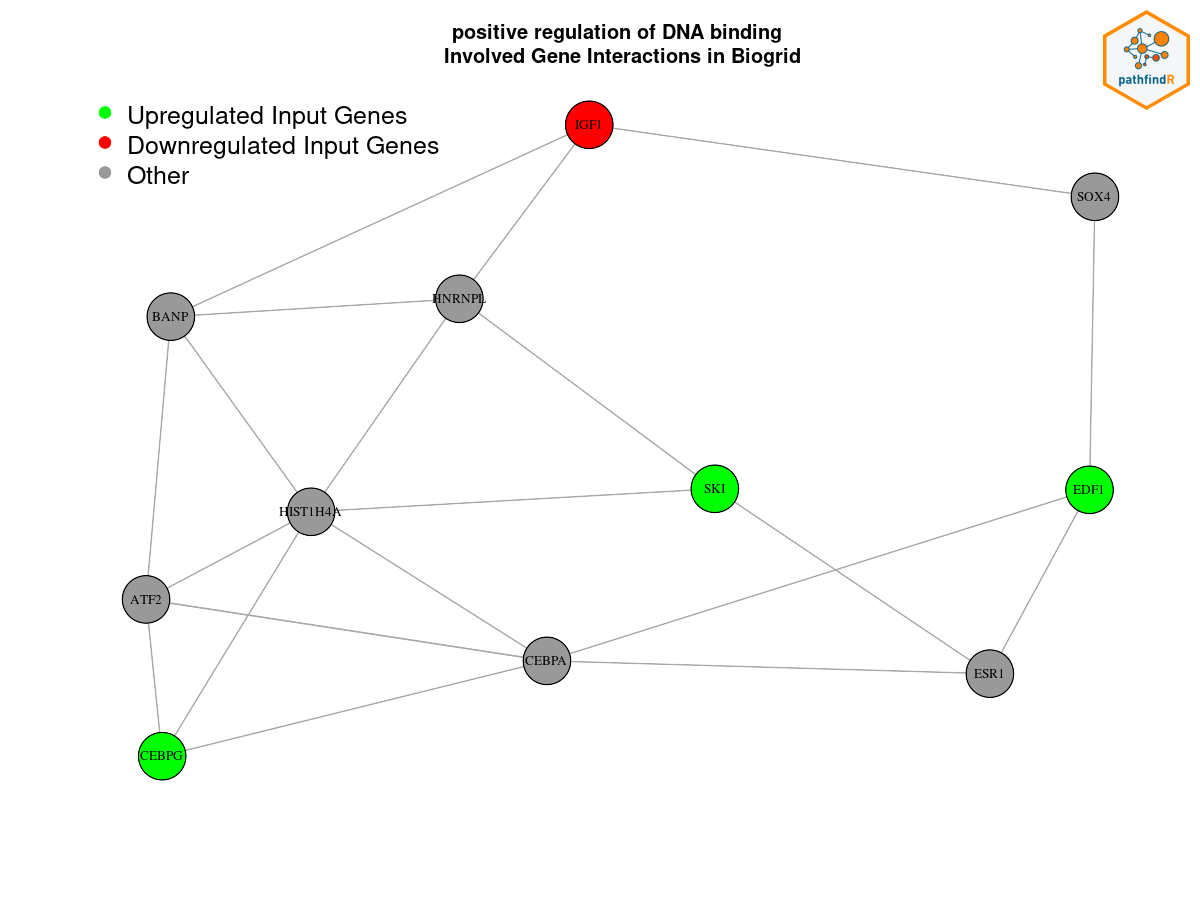 positive regulation of DNA binding
Involved Gene Interactions in Biogrid
pathfindR
Upregulated Input Genes
Downregulated Input Genes
Other
IGF1
SOX4
HNRNPL
BANP
SKI
EDF1
HIST1H4A
ATF2
CEBPA
ESR1
CEBPG